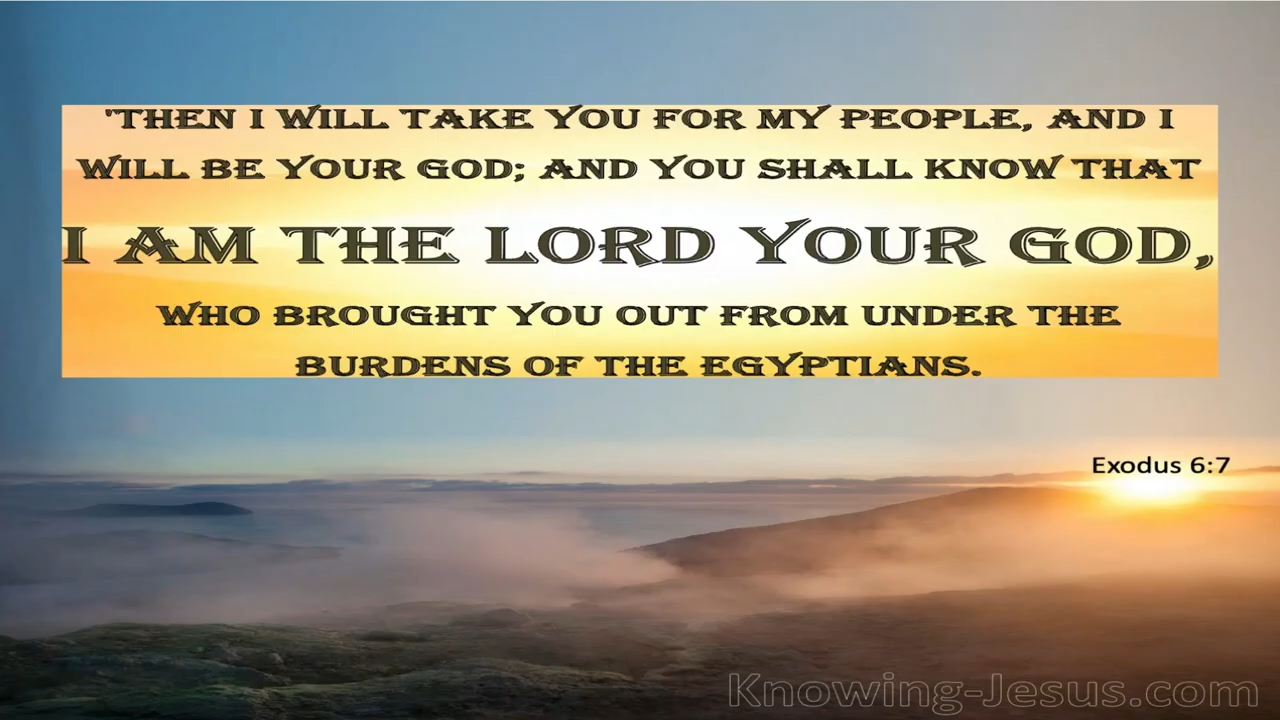 'THEN I WILL TAKE YOU FOR MY PEOPLE, AND I
WILL BE YOUR GOD; AND YOU SHALL KNOW THAT
I AM THE LORD YOUR GOD,
WHO BROUGHT YOU OUT FROM UNDER THE
BURDENS OF THE EGYPTIANS.
Exodus 6:7
Knowing-Jesus.com